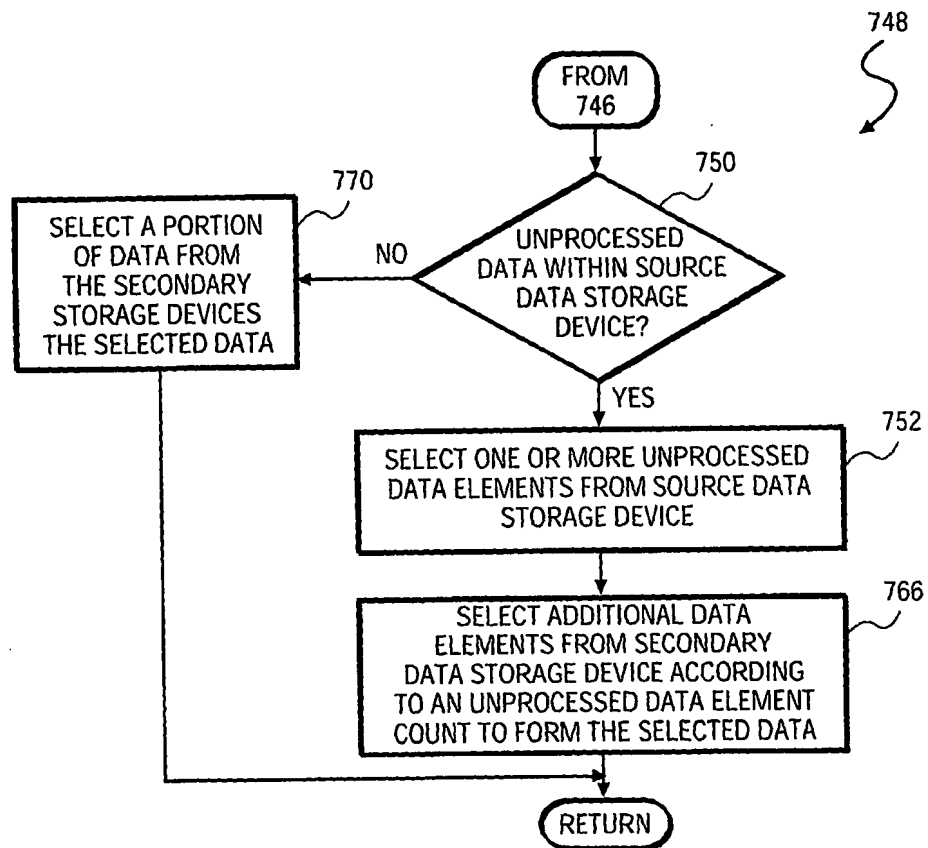 748
FROM
746
750
UNPROCESSED
DATA WITHIN SOURCE
DATA STORAGE
DEVICE?
NO
770
SELECT A PORTION
OF DATA FROM
THE SECONDARY
STORAGE DEVICES
THE SELECTED DATA
YES
752
SELECT ONE OR MORE UNPROCESSED
DATA ELEMENTS FROM SOURCE DATA
STORAGE DEVICE
766
SELECT ADDITIONAL DATA
ELEMENTS FROM SECONDARY
DATA STORAGE DEVICE ACCORDING
TO AN UNPROCESSED DATA ELEMENT
COUNT TO FORM THE SELECTED DATA
RETURN